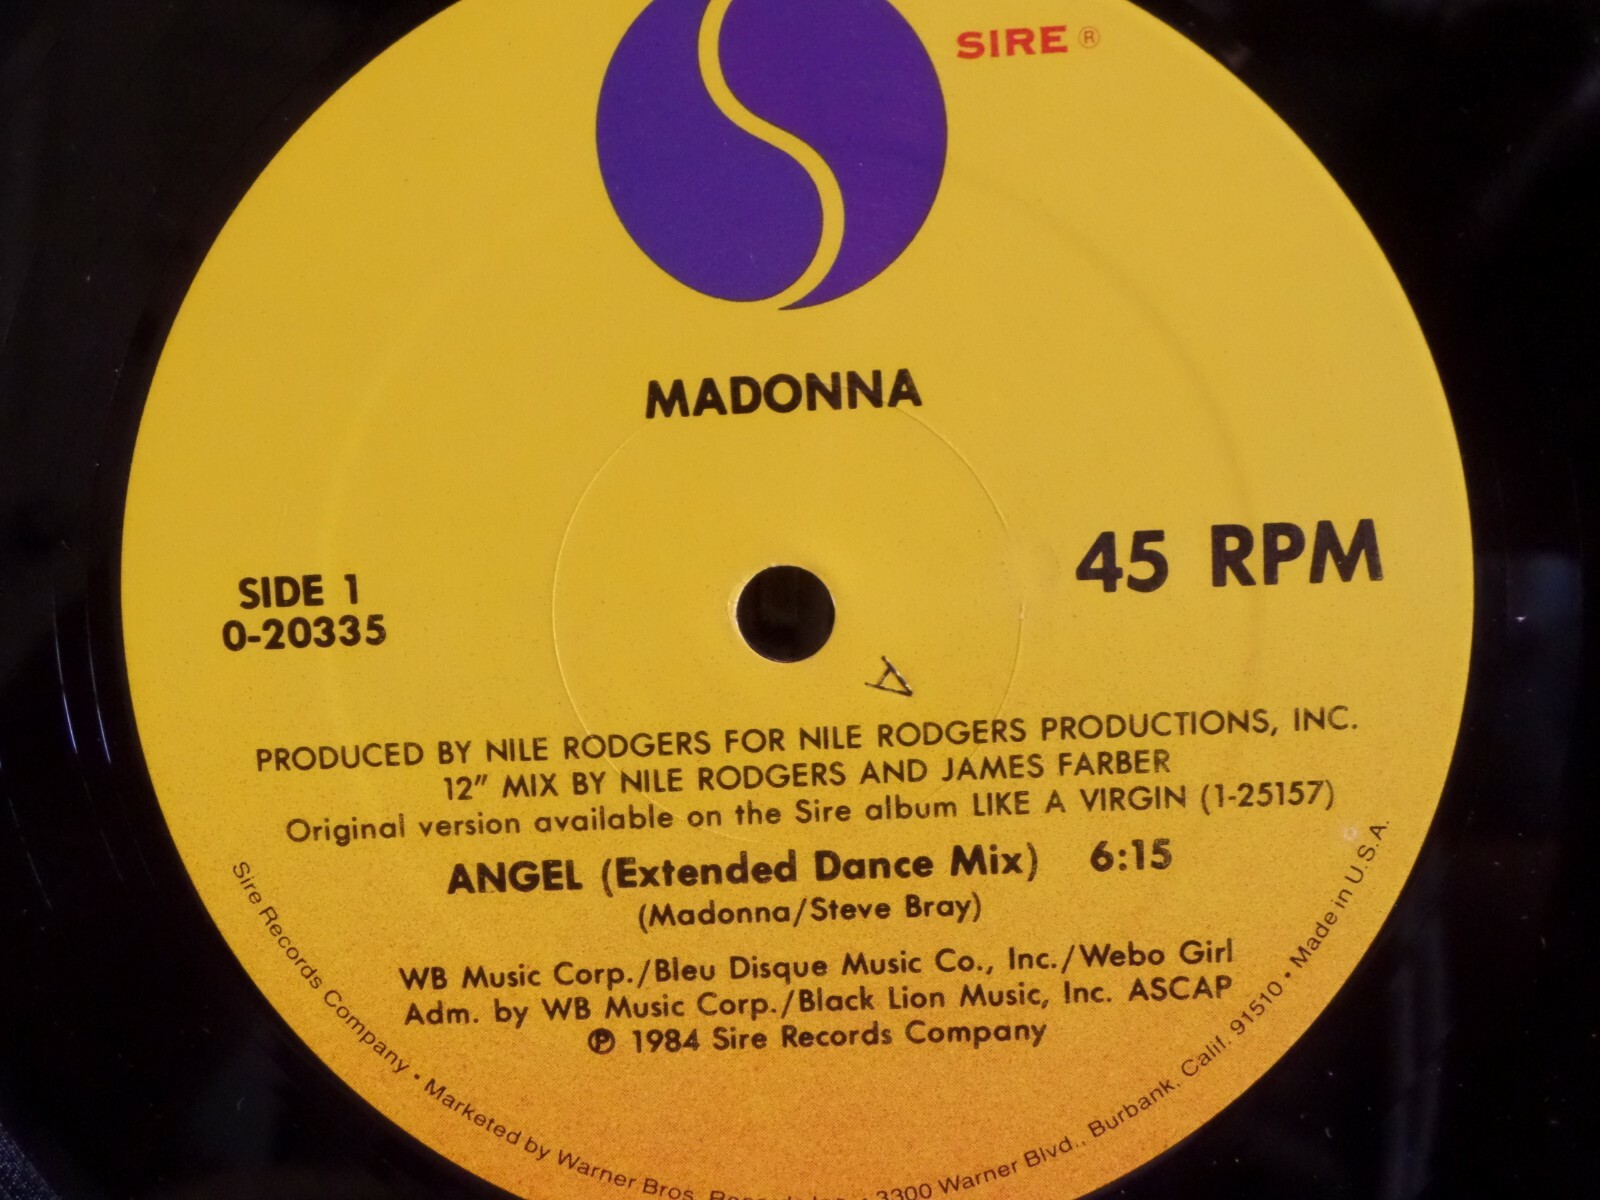 SIRE ®
MADONNA
45 RPM
SIDE 1
0-20335
PRODUCED BY NILE RODGERS FOR NILE RODGERS PRODUCTIONS, INC.
12" MIX BY NILE RODGERS AND JAMES FARBER
Original version available on the Sire album LIKE A VIRGIN (1-25157)
ANGEL (Extended Dance Mix) 6:15
(Madonna/Steve Bray)
WB Music Corp./Bleu Disque Music Co., Inc./Webo Girl
Adm. by WB Music Corp./Black Lion Music, Inc. ASCAP
℗ 1984 Sire Records Company
Sire Records Company • Marketed by Warner Bros. Records Inc. 3300 Warner Blvd., Burbank, Calif. 91510 • Made in U.S.A.